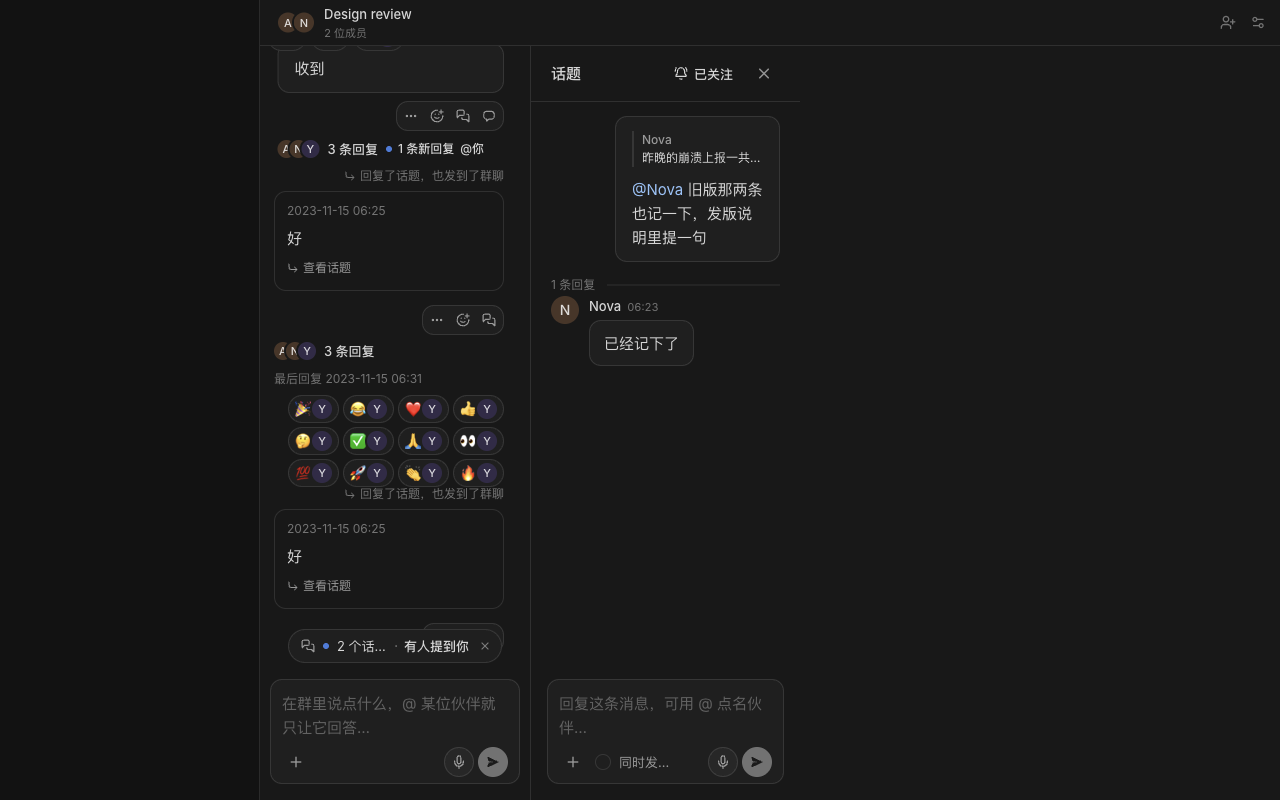 A N
Design review
2 位成员
收到
A N Y 3 条回复 1 条新回复 @你
回复了话题，也发到了群聊
2023-11-15 06:25
好
查看话题
A N Y 3 条回复
最后回复 2023-11-15 06:31
🎉 Y 😂 Y ❤️ Y 👍 Y
🤔 Y ✅ Y 🙏 Y 👀 Y
💯 Y 🚀 Y 👏 Y 🔥 Y
回复了话题，也发到了群聊
2023-11-15 06:25
好
查看话题
2 个话... · 有人提到你
在群里说点什么，@ 某位伙伴就
只让它回答...
话题
已关注
Nova
昨晚的崩溃上报一共...
@Nova 旧版那两条
也记一下，发版说
明里提一句
1 条回复
N
Nova 06:23
已经记下了
回复这条消息，可用 @ 点名伙
伴...
同时发...